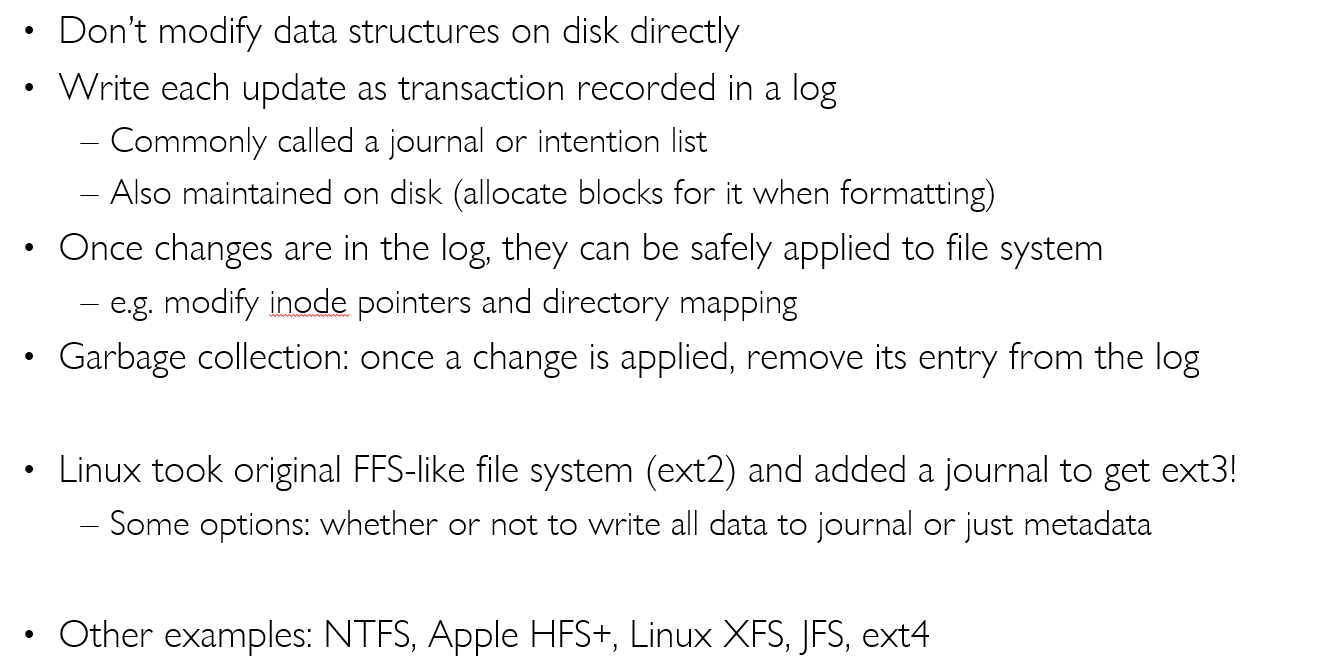 • Don’t modify data structures on disk directly
• Write each update as transaction recorded in a log
– Commonly called a journal or intention list
– Also maintained on disk (allocate blocks for it when formatting)
• Once changes are in the log, they can be safely applied to file system
– e.g. modify inode pointers and directory mapping
• Garbage collection: once a change is applied, remove its entry from the log
• Linux took original FFS-like file system (ext2) and added a journal to get ext3!
– Some options: whether or not to write all data to journal or just metadata
• Other examples: NTFS, Apple HFS+, Linux XFS, JFS, ext4